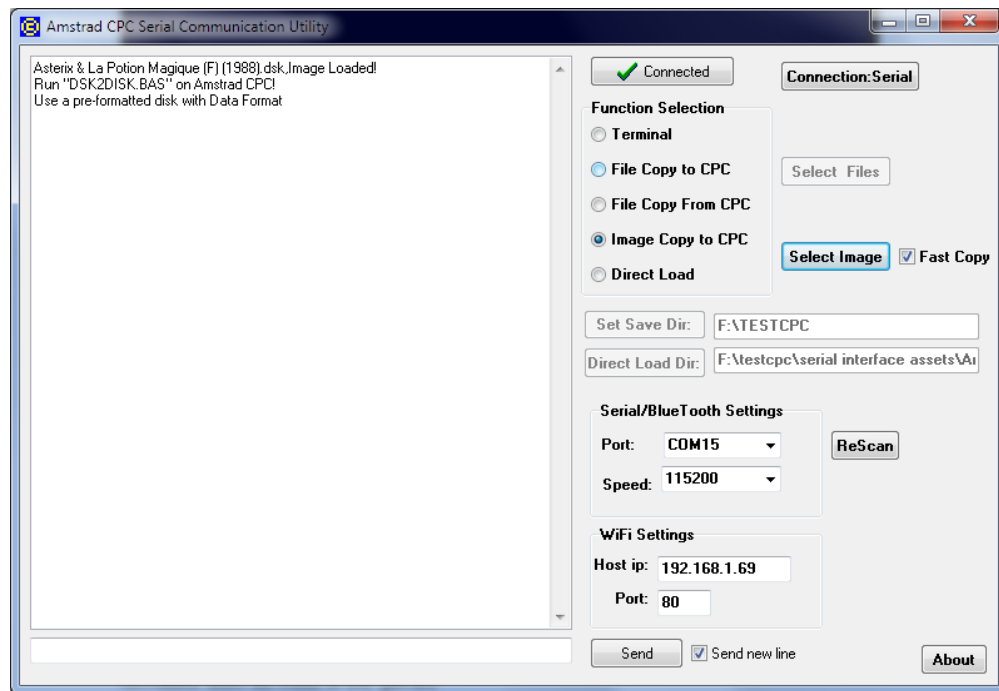 Amstrad CPC Serial Communication Utility
Asterix & La Potion Magique (F) (1988).dsk,Image Loaded!
Run "DSK2DISK.BAS" on Amstrad CPC!
Use a pre-formatted disk with Data Format
Connected
Connection:Serial
Function Selection
Terminal
File Copy to CPC
Select Files
File Copy From CPC
Image Copy to CPC
Select Image
Fast Copy
Direct Load
Set Save Dir:
F:\TESTCPC
Direct Load Dir:
F:\testcpc\serial interface assets\
Serial/BlueTooth Settings
Port:
COM15
ReScan
Speed:
115200
WiFi Settings
Host ip:
192.168.1.69
Port:
80
Send
Send new line
About